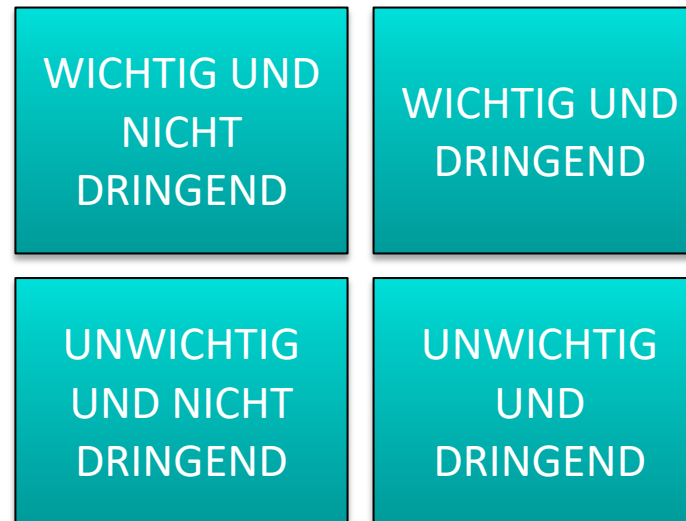 WICHTIG UND
NICHT
DRINGEND
WICHTIG UND
DRINGEND
UNWICHTIG
UND NICHT
DRINGEND
UNWICHTIG
UND
DRINGEND